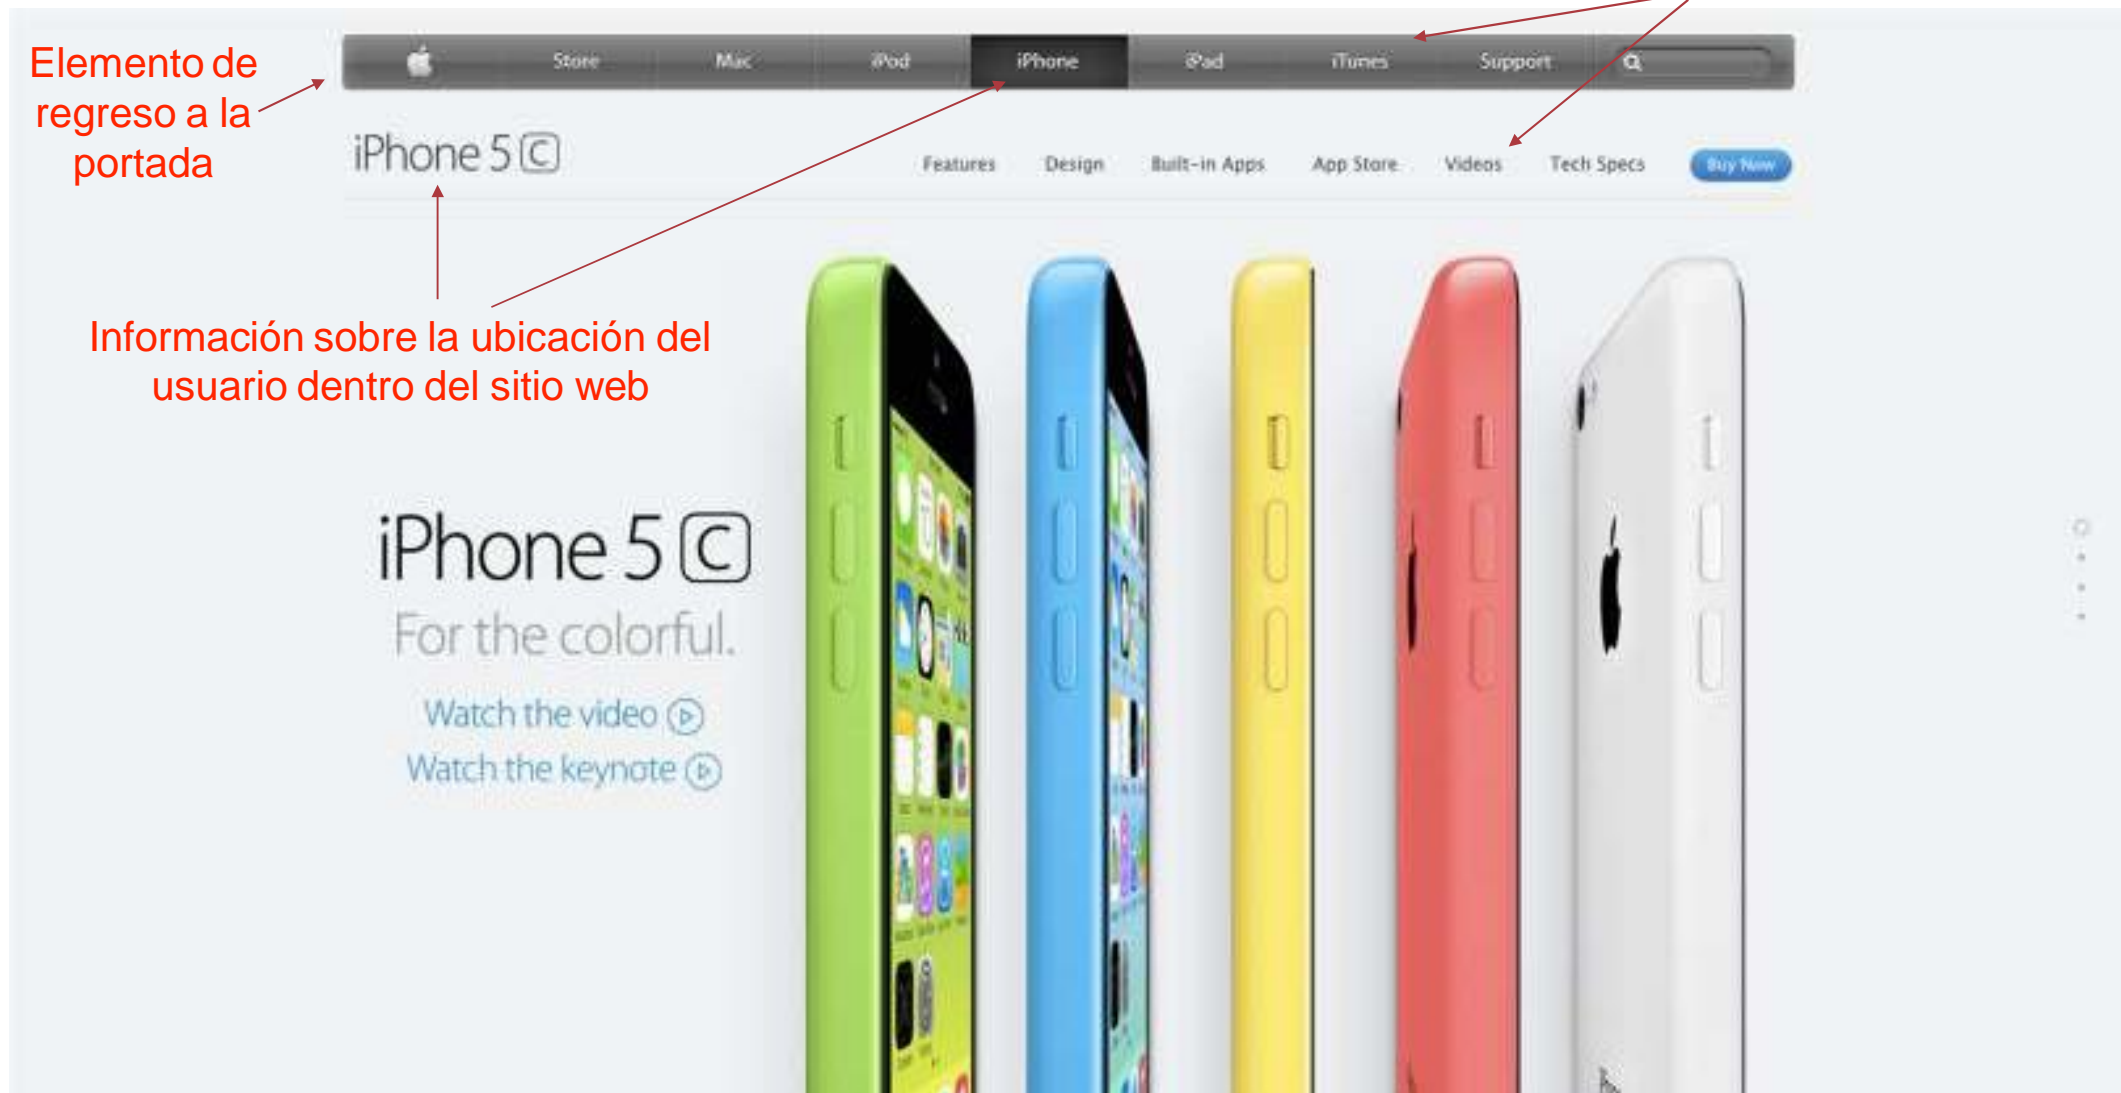 Elemento de
regreso a la
portada
Store Mac iPod iPhone iPad iTunes Support
iPhone 5 C
Features Design Built-in Apps App Store Videos Tech Specs Buy Now
Información sobre la ubicación del
usuario dentro del sitio web
iPhone 5 C
For the colorful.
Watch the video
Watch the keynote